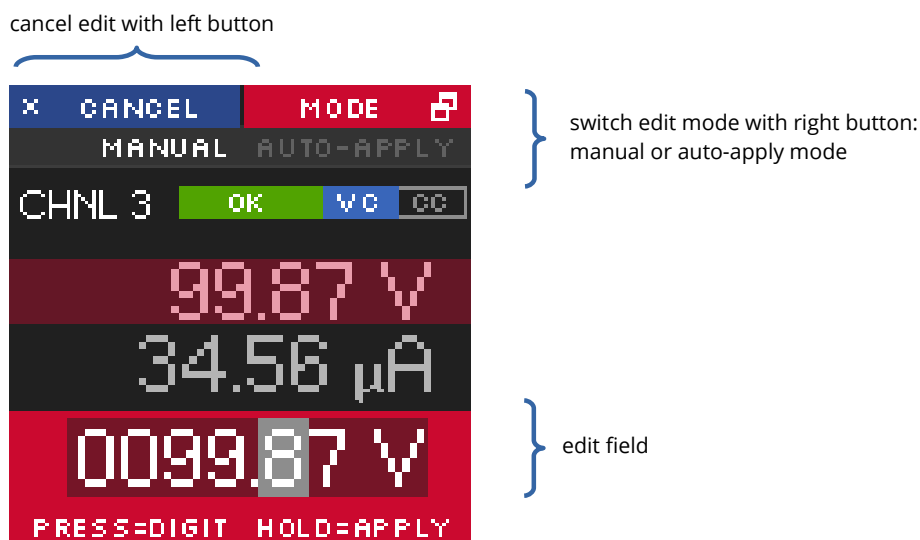 cancel edit with left button
x CANCEL MODE
MANUAL AUTO-APPLY
switch edit mode with right button:
manual or auto-apply mode
CHNL 3 OK VC CC
99.87 V
34.56 µA
0099.87 V
edit field
PRESS=DIGIT HOLD=APPLY